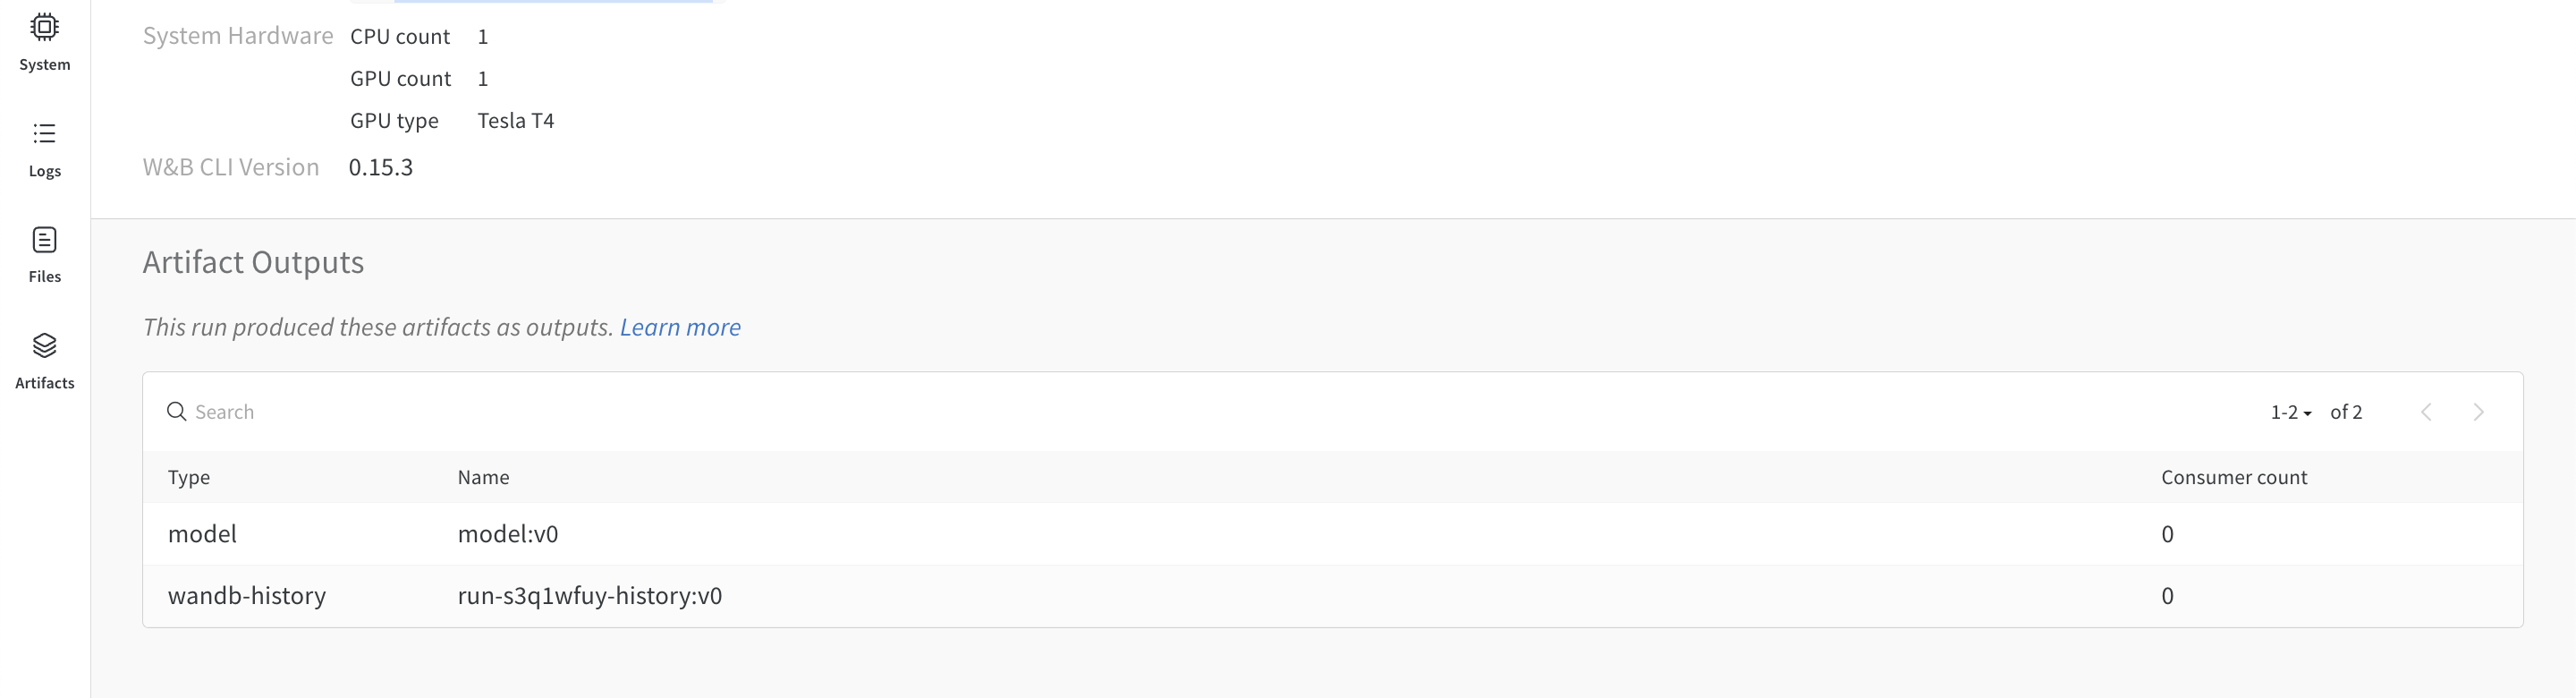 System
Logs
Files
Artifacts
System Hardware CPU count 1
GPU count 1
GPU type Tesla T4
W&B CLI Version 0.15.3
Artifact Outputs
This run produced these artifacts as outputs. Learn more
Search 1-2 of 2
Type Name Consumer count
model model:v0 0
wandb-history run-s3q1wfuy-history:v0 0